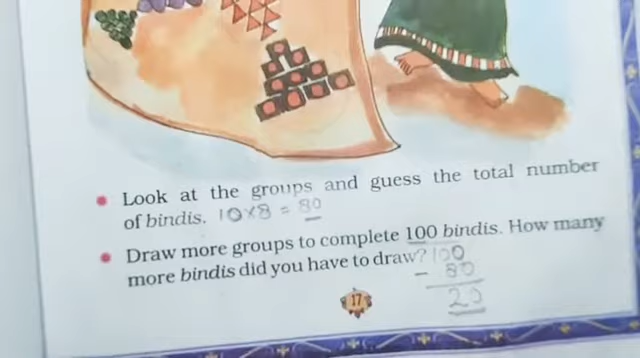 Look at the groups and guess the total number
of bindis. 10×8 = 80
Draw more groups to complete 100 bindis. How many
more bindis did you have to draw? 100
- 80
20
17